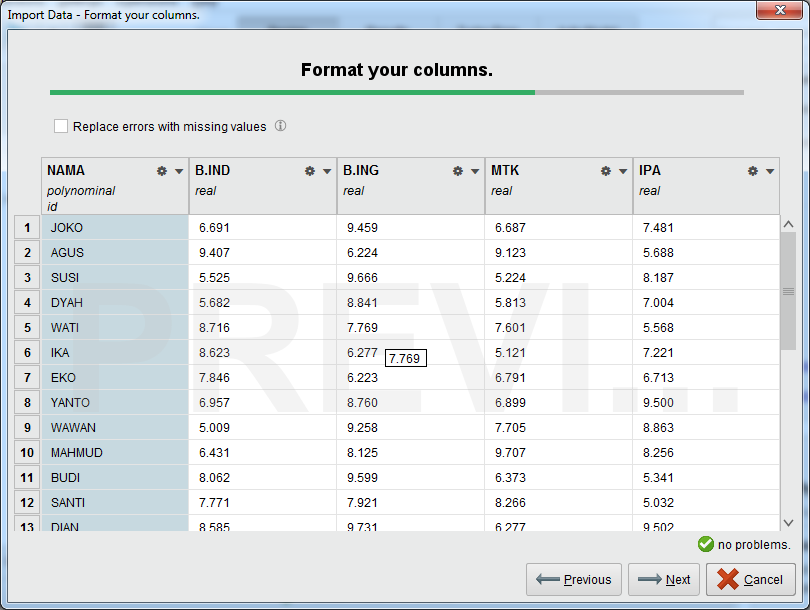 Import Data - Format your columns.
Format your columns.
Replace errors with missing values
NAMA B.IND B.ING MTK IPA
polynominal real real real real
id
1 JOKO 6.691 9.459 6.687 7.481
2 AGUS 9.407 6.224 9.123 5.688
3 SUSI 5.525 9.666 5.224 8.187
4 DYAH 5.682 8.841 5.813 7.004
5 WATI 8.716 7.769 7.601 5.568
6 IKA 8.623 6.277 5.121 7.221
7.769
7 EKO 7.846 6.223 6.791 6.713
8 YANTO 6.957 8.760 6.899 9.500
9 WAWAN 5.009 9.258 7.705 8.863
10 MAHMUD 6.431 8.125 9.707 8.256
11 BUDI 8.062 9.599 6.373 5.341
12 SANTI 7.771 7.921 8.266 5.032
13 DIAN 8.585 9.731 6.277 9.502
PREVI...
no problems.
Previous Next Cancel